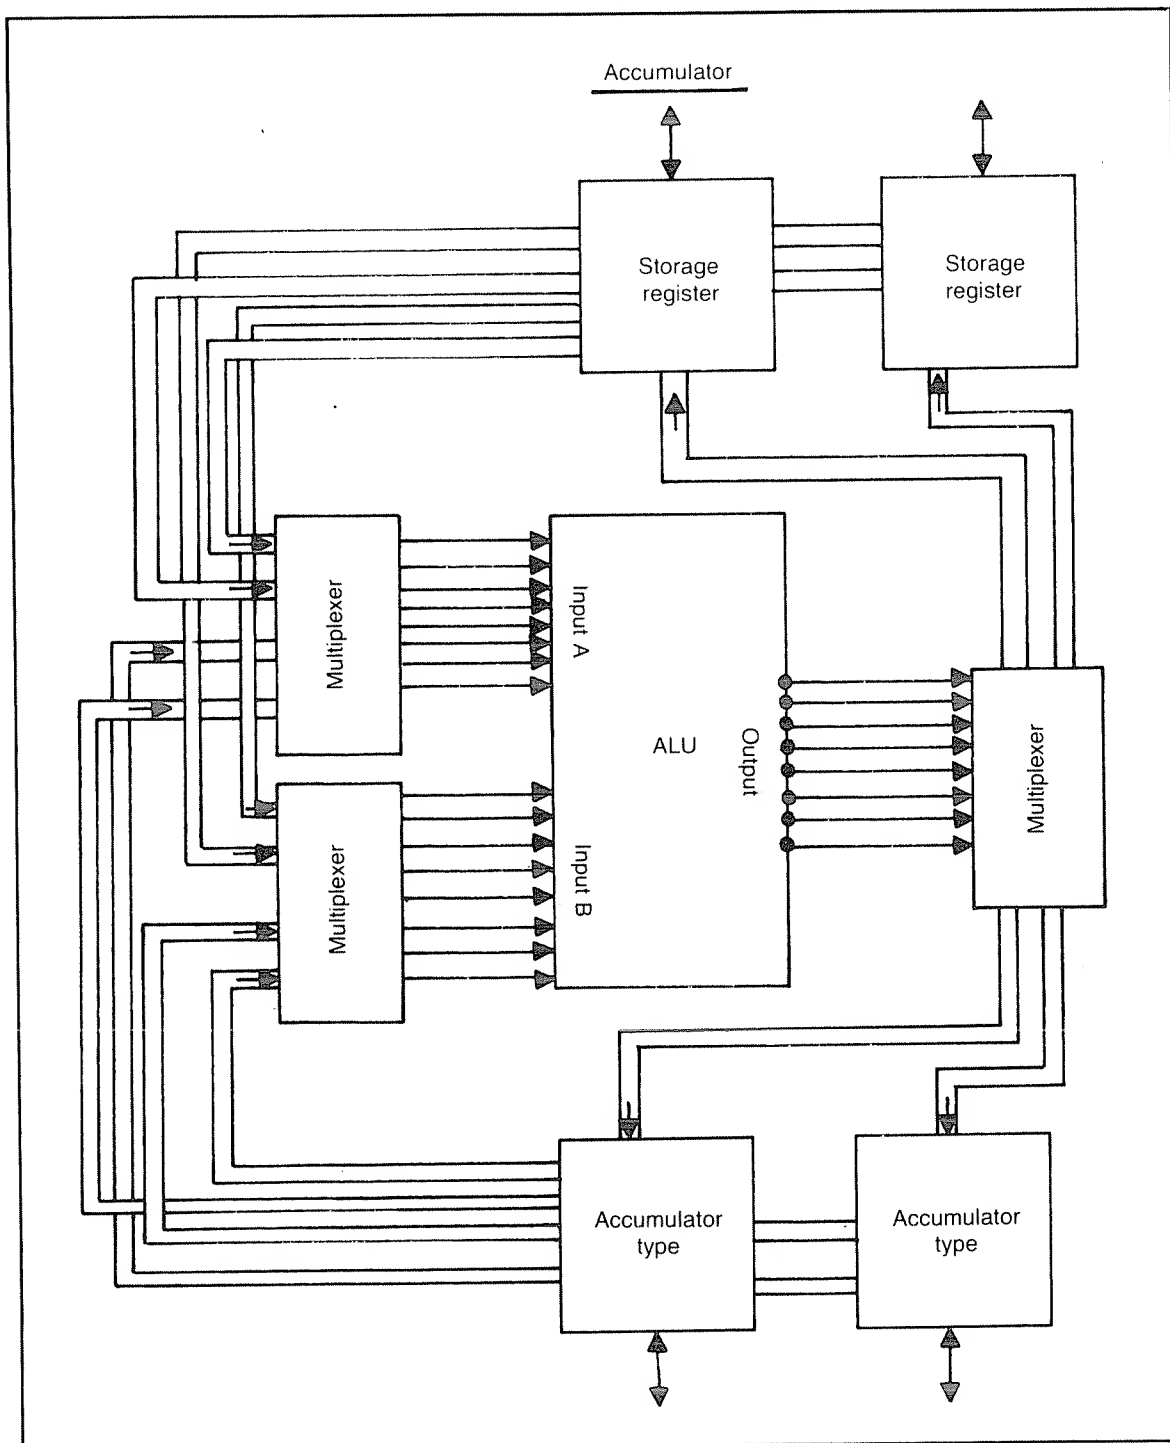 Accumulator
Storage
register
Storage
register
Multiplexer
Input A
ALU
Output
Multiplexer
Multiplexer
Input B
Accumulator
type
Accumulator
type